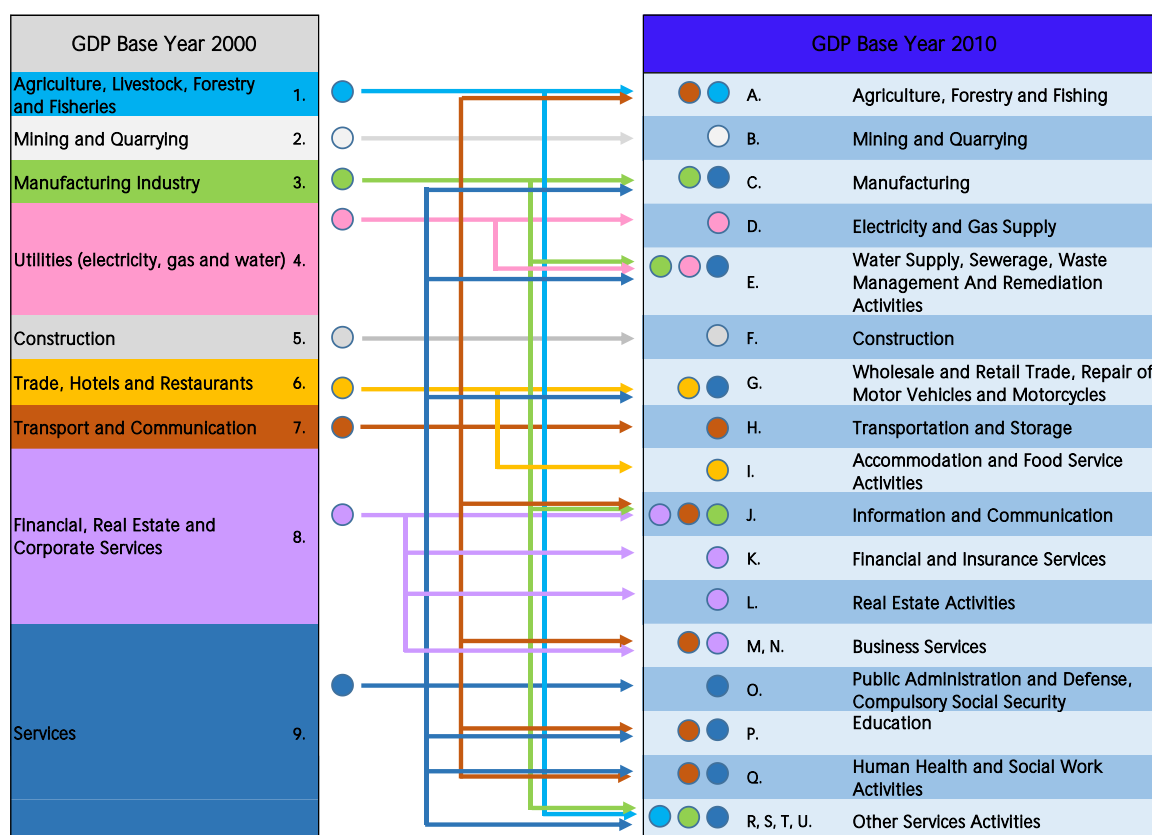 GDP Base Year 2000
Agriculture, Livestock, Forestry
and Fisheries
1.
Mining and Quarrying 2.
Manufacturing Industry 3.
Utilities (electricity, gas and water) 4.
Construction 5.
Trade, Hotels and Restaurants 6.
Transport and Communication 7.
Financial, Real Estate and
Corporate Services
8.
Services 9.
GDP Base Year 2010
A. Agriculture, Forestry and Fishing
B. Mining and Quarrying
C. Manufacturing
D. Electricity and Gas Supply
E.
Water Supply, Sewerage, Waste
Management And Remediation
Activities
F. Construction
G.
Wholesale and Retail Trade, Repair of
Motor Vehicles and Motorcycles
H. Transportation and Storage
I.
Accommodation and Food Service
Activities
J. Information and Communication
K. Financial and Insurance Services
L. Real Estate Activities
M, N. Business Services
O.
Public Administration and Defense,
Compulsory Social Security
P. Education
Q.
Human Health and Social Work
Activities
R, S, T, U. Other Services Activities